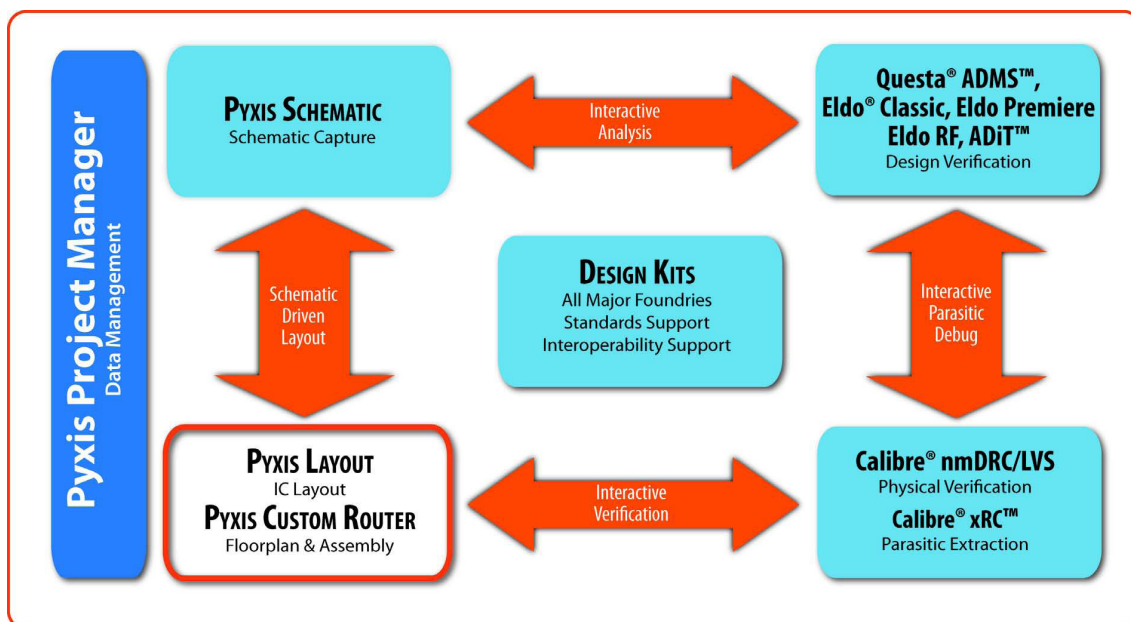 Pyxis Project Manager
Data Management
Pyxis Schematic
Schematic Capture
Interactive
Analysis
Questa® ADMS™,
Eldo® Classic, Eldo Premiere
Eldo RF, ADiT™
Design Verification
Schematic
Driven
Layout
Design Kits
All Major Foundries
Standards Support
Interoperability Support
Interactive
Parasitic
Debug
Pyxis Layout
IC Layout
Pyxis Custom Router
Floorplan & Assembly
Interactive
Verification
Calibre® nmDRC/LVS
Physical Verification
Calibre® xRC™
Parasitic Extraction